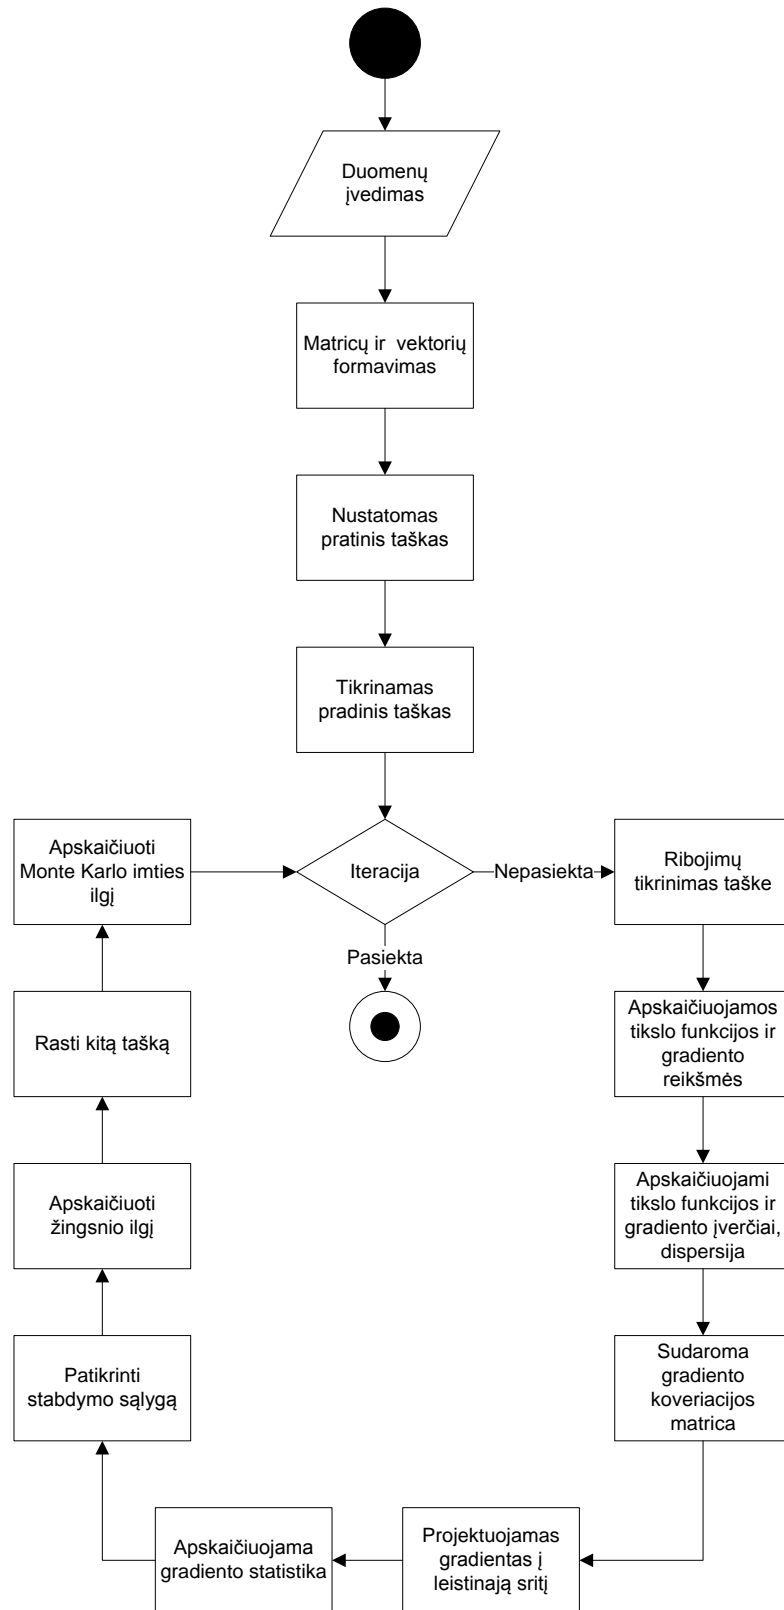 Duomenų
įvedimas
Matricų ir vektorių
formavimas
Nustatomas
pratinis taškas
Tikrinamas
pradinis taškas
Iteracija
Nepasiekta
Pasiekta
Ribojimų
tikrinimas taške
Apskaičiuojamos
tikslo funkcijos ir
gradiento
reikšmės
Apskaičiuojami
tikslo funkcijos ir
gradiento įverčiai,
dispersija
Sudaroma
gradiento
koveriacijos
matrica
Projektuojamas
gradientas į
leistinają sritį
Apskaičiuojama
gradiento statistika
Patikrinti
stabdymo sąlygą
Apskaičiuoti
žingsnio ilgį
Rasti kitą tašką
Apskaičiuoti
Monte Karlo imties
ilgį